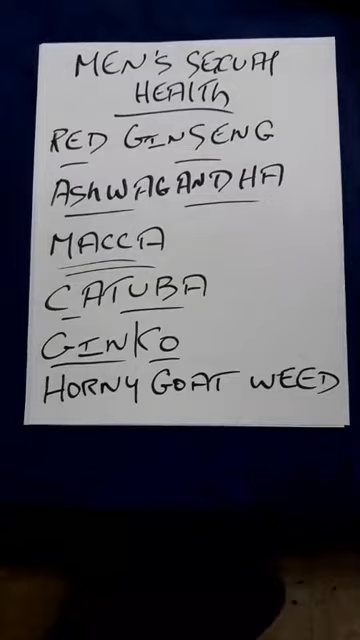 MEN'S SEXUAL
HEALTH
RED GINSENG
ASHWAGANDHA
MACCA
CATUBA
GINKO
HORNY GOAT WEED